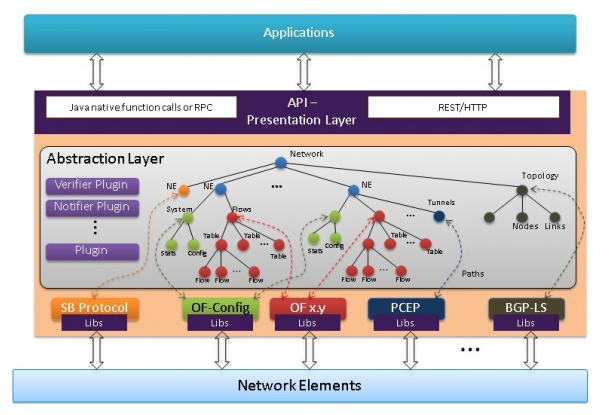 Applications
Java native function calls or RPC
API –
Presentation Layer
REST/HTTP
Abstraction Layer
Network
Verifier Plugin
Notifier Plugin
⋮
Plugin
NE
NE
...
NE
Topology
System
Flows
...
Tunnels
Nodes
Links
Stats
Config
Table
Table
...
Table
Stats
Config
Table
Table
...
Table
Flow
Flow
...
Flow
Flow
Flow
...
Flow
Paths
SB Protocol
OF-Config
OF x.y
PCEP
BGP-LS
Libs
Libs
Libs
Libs
Libs
...
Network Elements